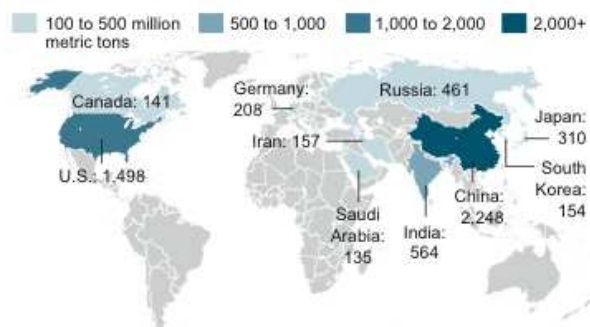 100 to 500 million
metric tons
500 to 1,000
1,000 to 2,000
2,000+
Canada: 141
U.S.: 1,498
Germany:
208
Russia: 461
Iran: 157
Japan:
310
South
Korea:
154
China:
2,248
Saudi
Arabia:
135
India:
564